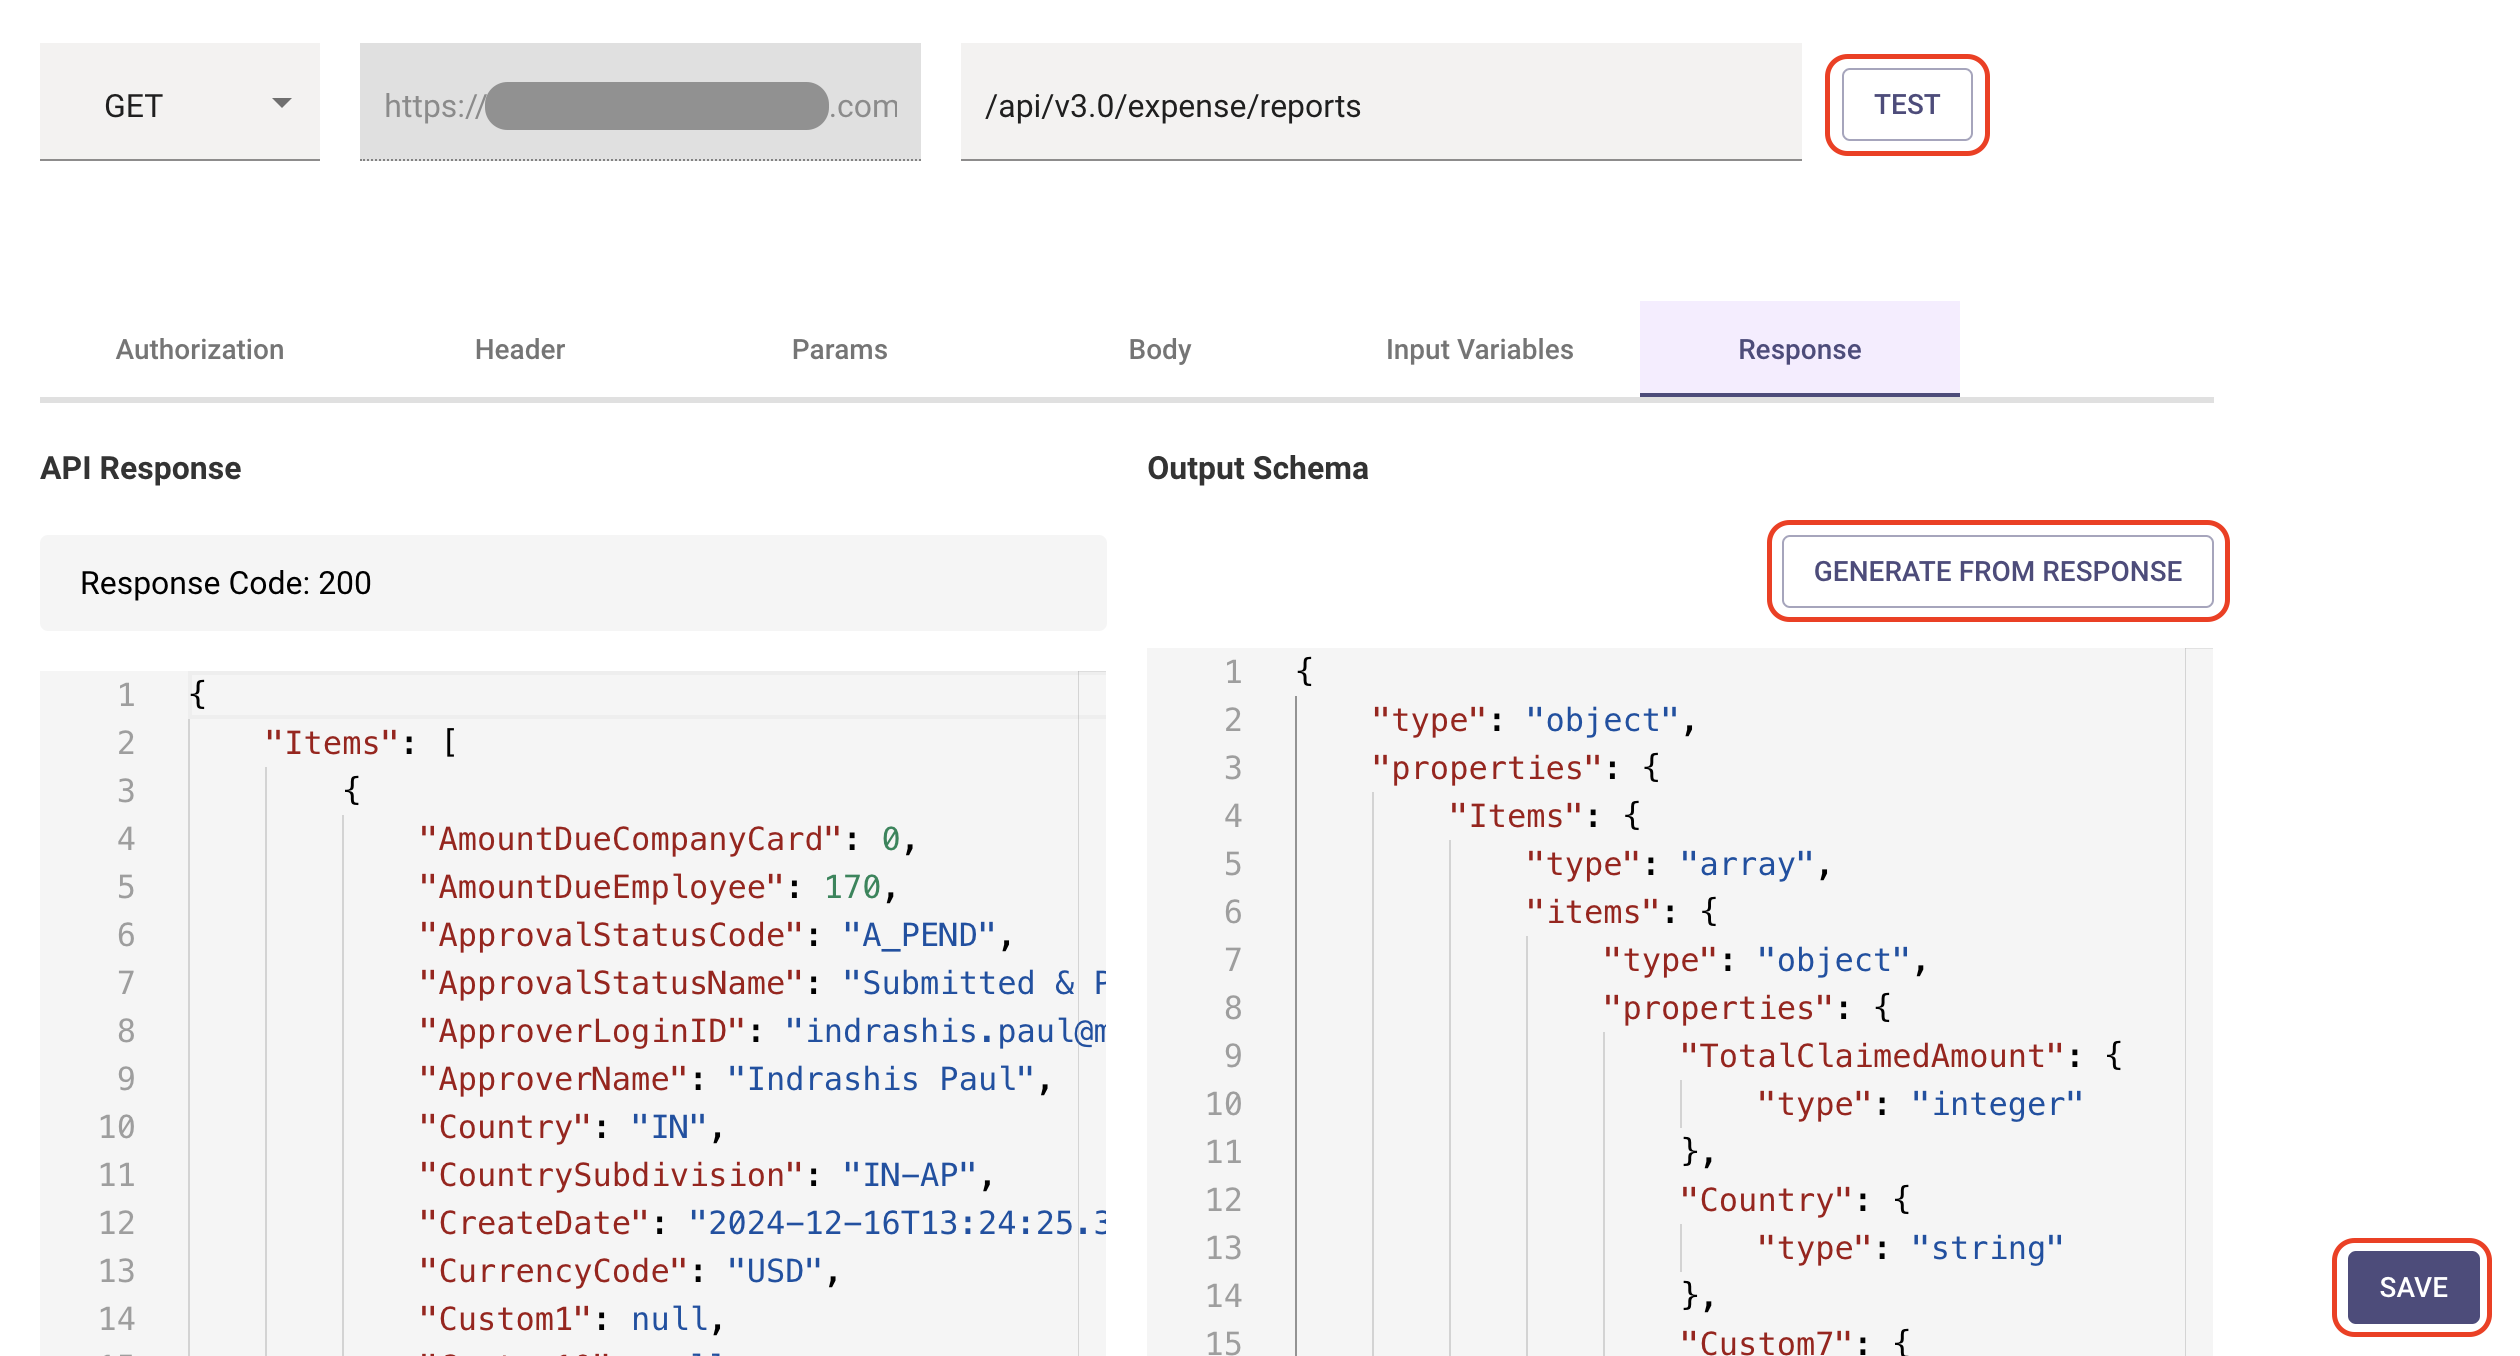 GET
https://
.com
/api/v3.0/expense/reports
TEST
Authorization Header Params Body Input Variables Response
API Response
Response Code: 200
1 {
2 "Items": [
3 {
4 "AmountDueCompanyCard": 0,
5 "AmountDueEmployee": 170,
6 "ApprovalStatusCode": "A_PEND",
7 "ApprovalStatusName": "Submitted &
8 "ApproverLoginID": "indrashis.paul@
9 "ApproverName": "Indrashis Paul",
10 "Country": "IN",
11 "CountrySubdivision": "IN-AP",
12 "CreateDate": "2024-12-16T13:24:25.3
13 "CurrencyCode": "USD",
14 "Custom1": null,
Output Schema
GENERATE FROM RESPONSE
1 {
2 "type": "object",
3 "properties": {
4 "Items": {
5 "type": "array",
6 "items": {
7 "type": "object",
8 "properties": {
9 "TotalClaimedAmount": {
10 "type": "integer"
11 },
12 "Country": {
13 "type": "string"
14 },
15 "Custom7": {
SAVE